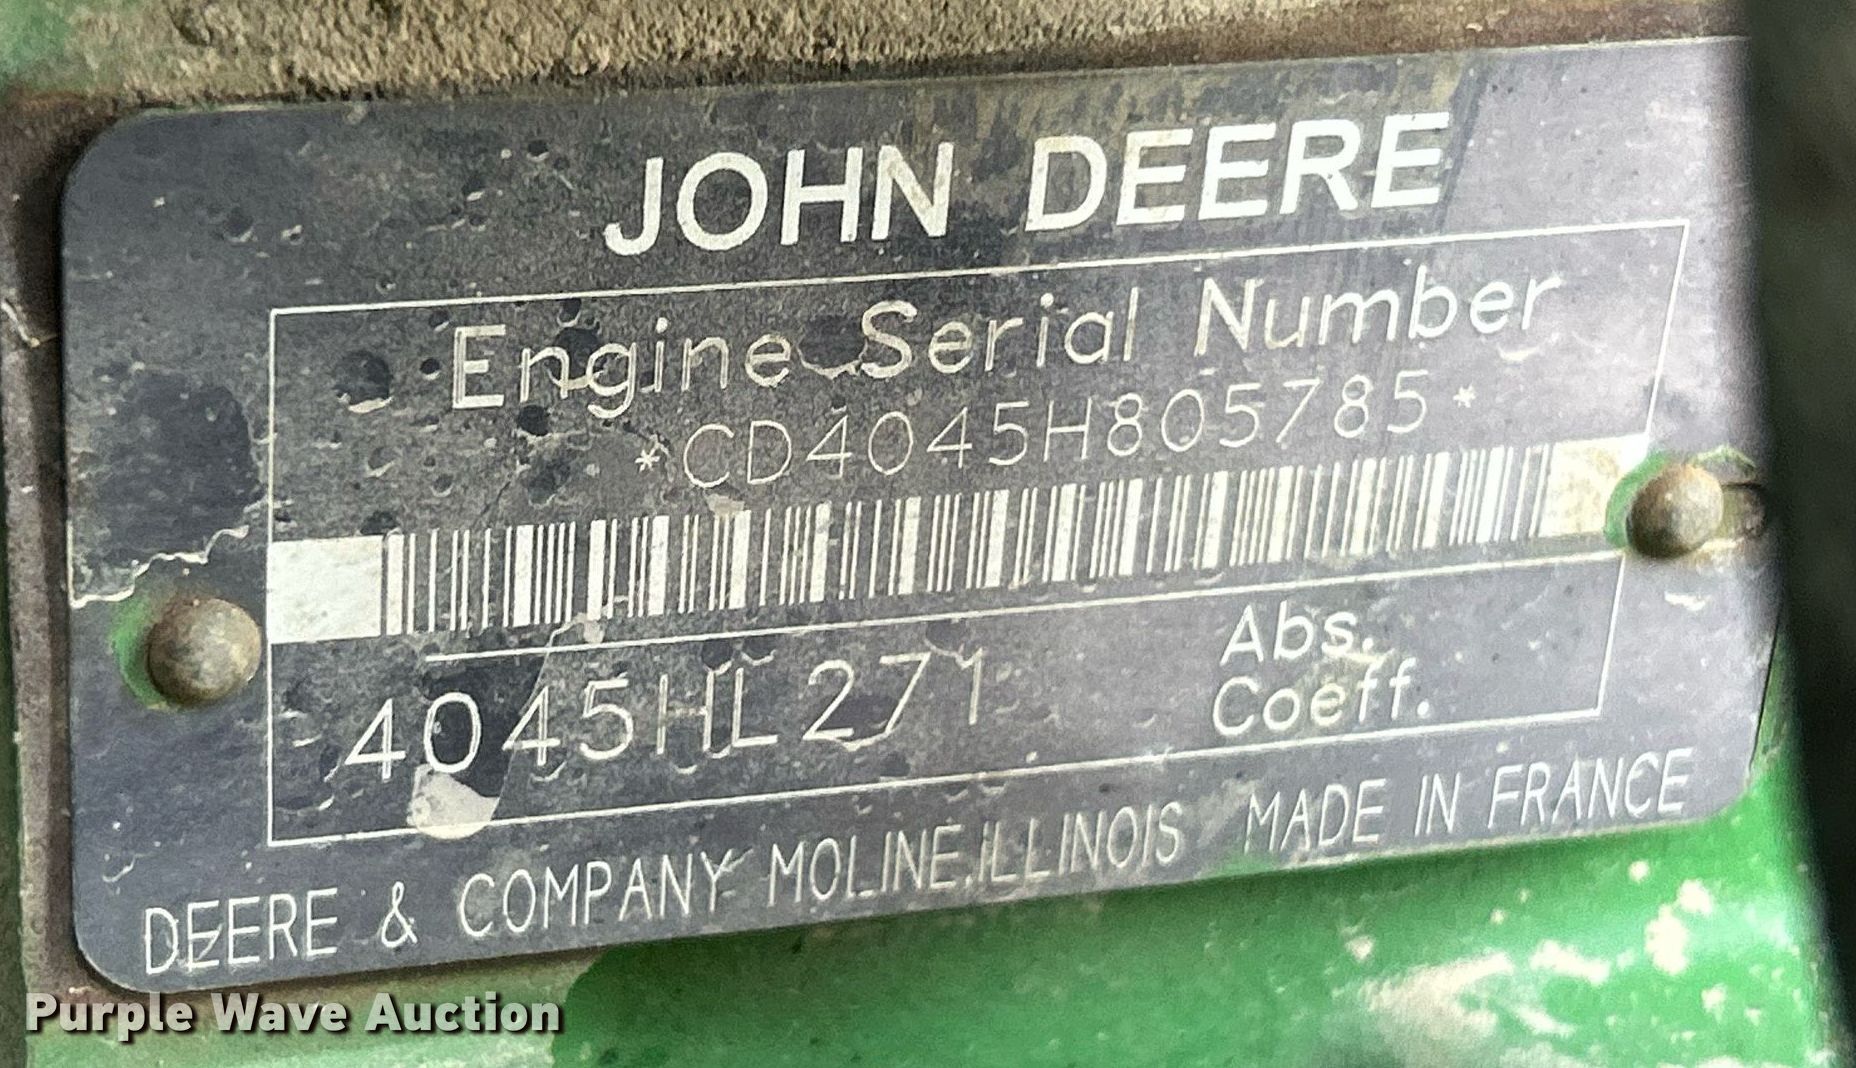 JOHN DEERE
Engine Serial Number
*CD4045H805785*
4045HL271
Abs.
Coeff.
DEERE & COMPANY MOLINE,ILLINOIS MADE IN FRANCE
Purple Wave Auction